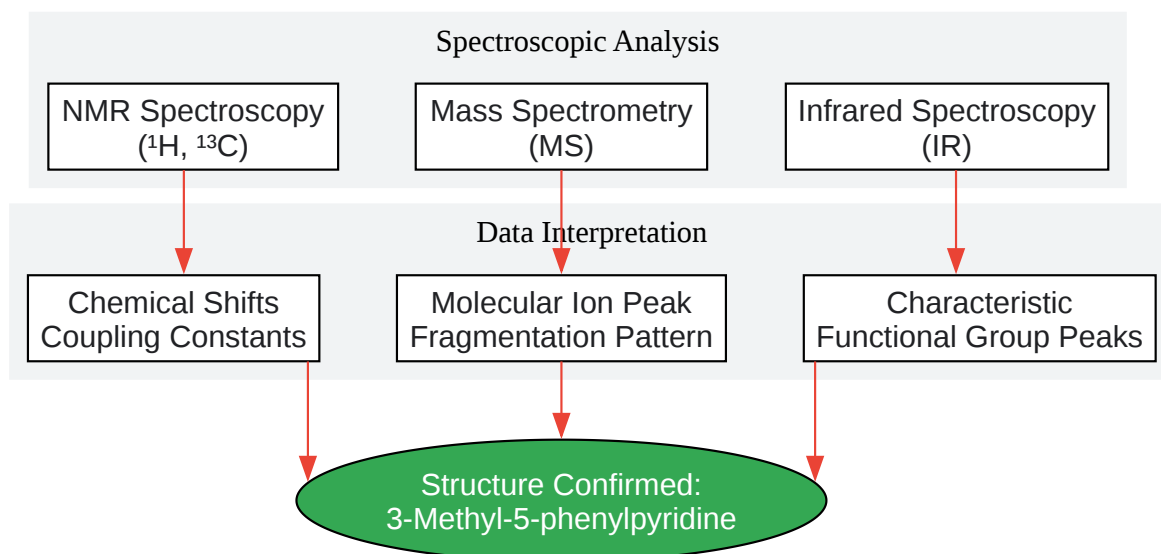 Spectroscopic Analysis
NMR Spectroscopy
(¹H, ¹³C)
Mass Spectrometry
(MS)
Infrared Spectroscopy
(IR)
Data Interpretation
Chemical Shifts
Coupling Constants
Molecular Ion Peak
Fragmentation Pattern
Characteristic
Functional Group Peaks
Structure Confirmed:
3-Methyl-5-phenylpyridine